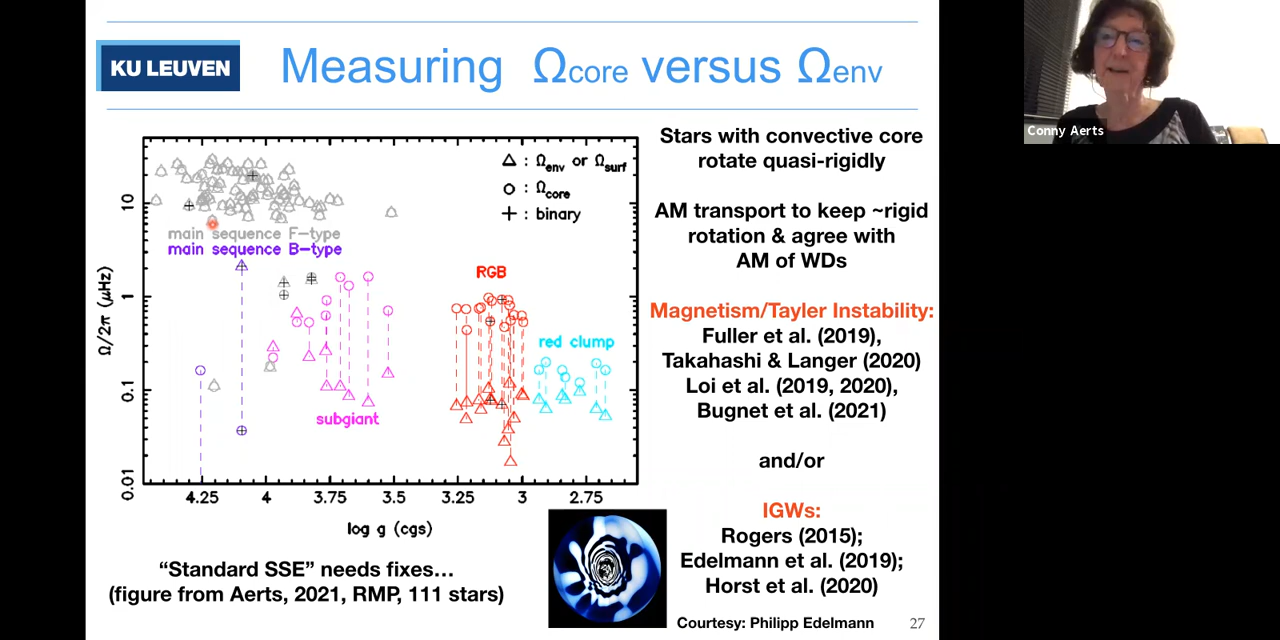 KU LEUVEN
Measuring Ωcore versus Ωenv
Conny Aerts
Stars with convective core
rotate quasi-rigidly
AM transport to keep ~rigid
rotation & agree with
AM of WDs
Magnetism/Tayler Instability:
Fuller et al. (2019),
Takahashi & Langer (2020)
Loi et al. (2019, 2020),
Bugnet et al. (2021)
and/or
IGWs:
Rogers (2015);
Edelmann et al. (2019);
Horst et al. (2020)
Courtesy: Philipp Edelmann
27
△ : Ωenv or Ωsurf
○ : Ωcore
+ : binary
main sequence F-type
main sequence B-type
RGB
red clump
subgiant
Ω/2π (μHz)
10
1
0.1
0.01
4.25 4 3.75 3.5 3.25 3 2.75
log g (cgs)
“Standard SSE” needs fixes…
(figure from Aerts, 2021, RMP, 111 stars)